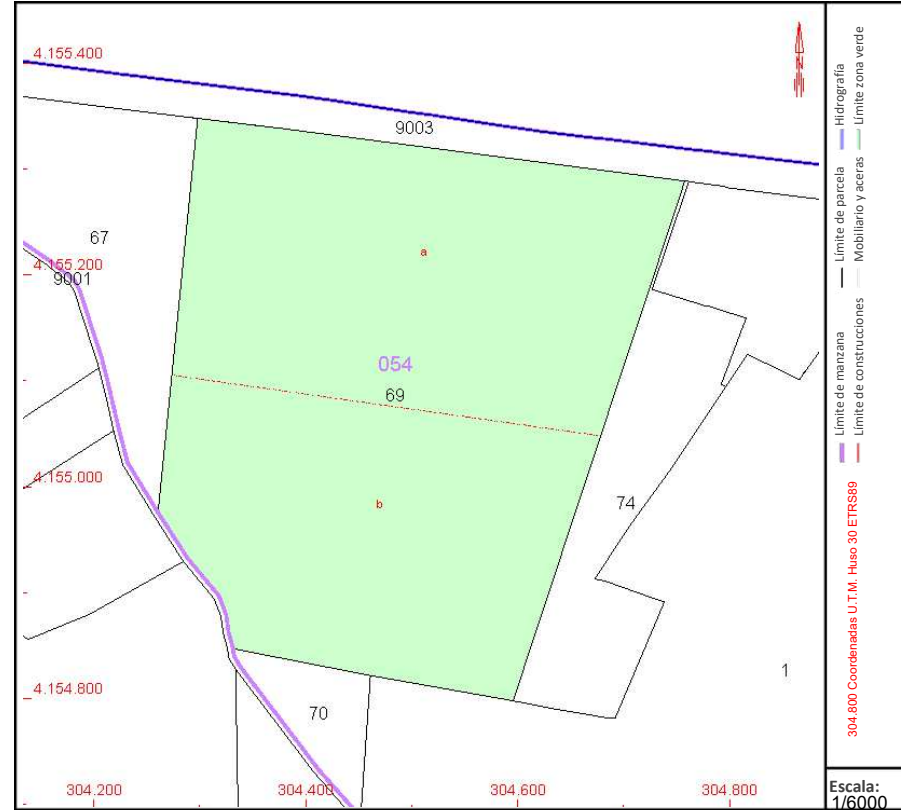 4.155.400
9003
67
a
4.155.200
9001
054
69
4.155.000
b
74
4.154.800
1
70
304.200
304.400
304.600
304.800
N
Límite de manzana
Límite de parcela
Hidrografía
Límite de construcciones
Mobiliario y aceras
Límite zona verde
304.800 Coordenadas U.T.M. Huso 30 ETRS89
Escala:
1/6000